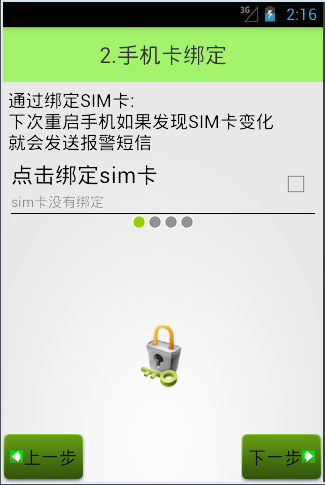 3G 2:16
2.手机卡绑定
通过绑定SIM卡:
下次重启手机如果发现SIM卡变化
就会发送报警短信
点击绑定sim卡
sim卡没有绑定
上一步 下一步